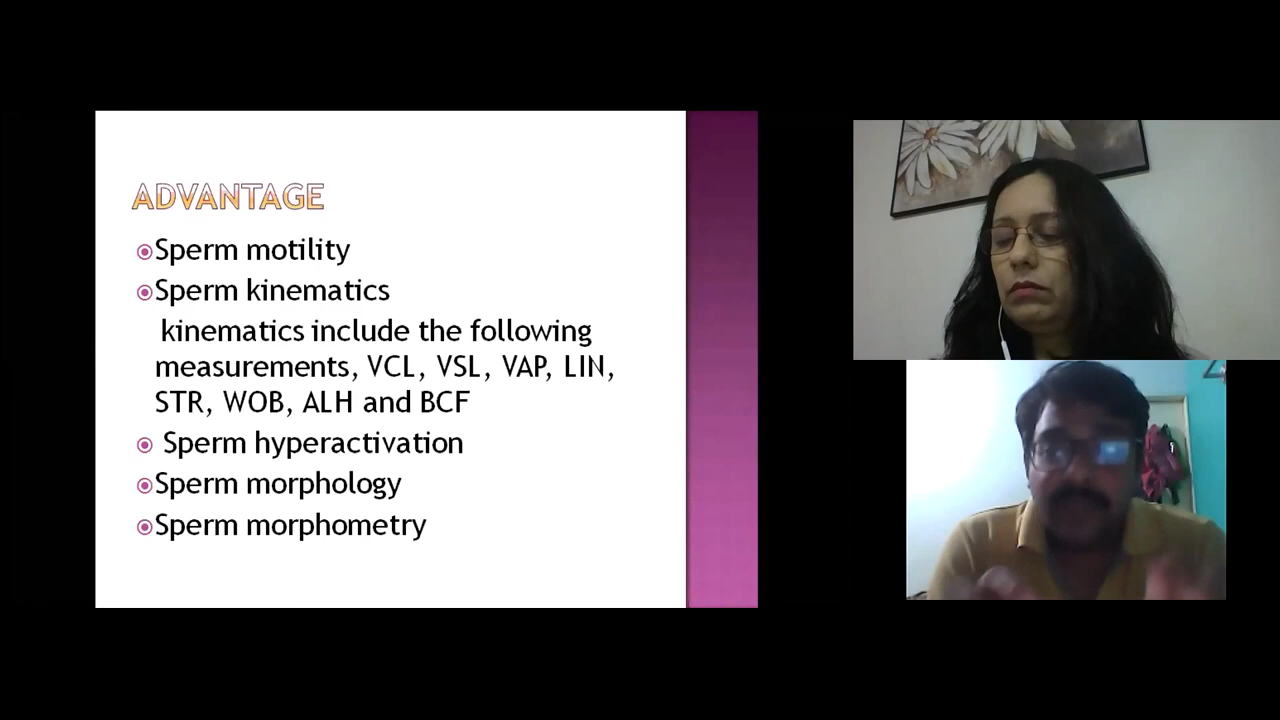 ADVANTAGE
Sperm motility
Sperm kinematics
kinematics include the following
measurements, VCL, VSL, VAP, LIN,
STR, WOB, ALH and BCF
Sperm hyperactivation
Sperm morphology
Sperm morphometry